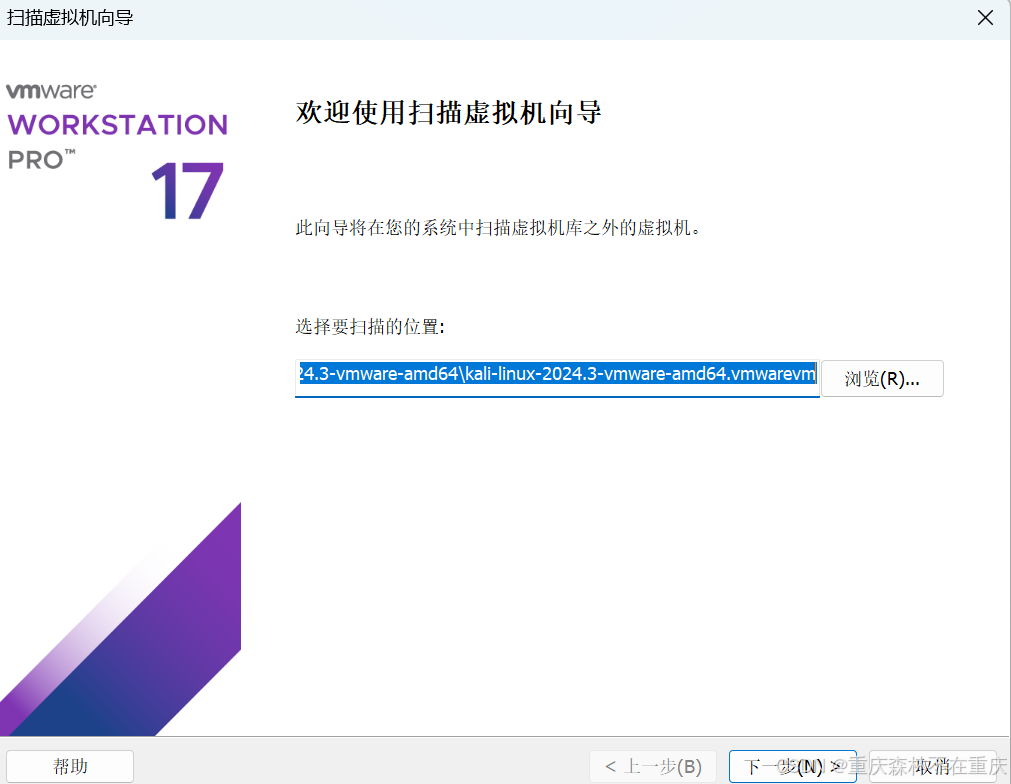 扫描虚拟机向导
vmware®
WORKSTATION
PRO™
17
欢迎使用扫描虚拟机向导
此向导将在您的系统中扫描虚拟机库之外的虚拟机。
选择要扫描的位置:
24.3-vmware-amd64\kali-linux-2024.3-vmware-amd64.vmwarevm
浏览(R)...
帮助
< 上一步(B)
下一步(N) >
取消
CSDN @重庆森林不在重庆